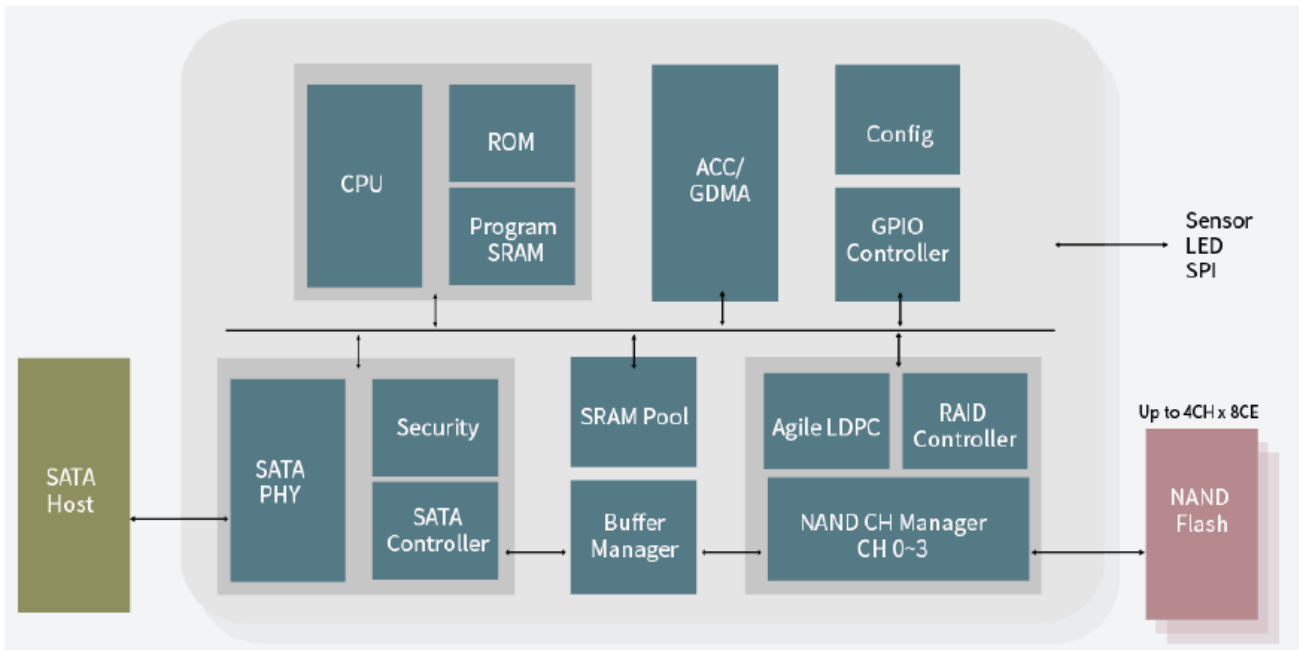 CPU
ROM
Program
SRAM
ACC/
GDMA
Config
GPIO
Controller
Sensor
LED
SPI
SATA
Host
SATA
PHY
Security
SATA
Controller
SRAM Pool
Buffer
Manager
Agile LDPC
RAID
Controller
NAND CH Manager
CH 0~3
Up to 4CH x 8CE
NAND
Flash